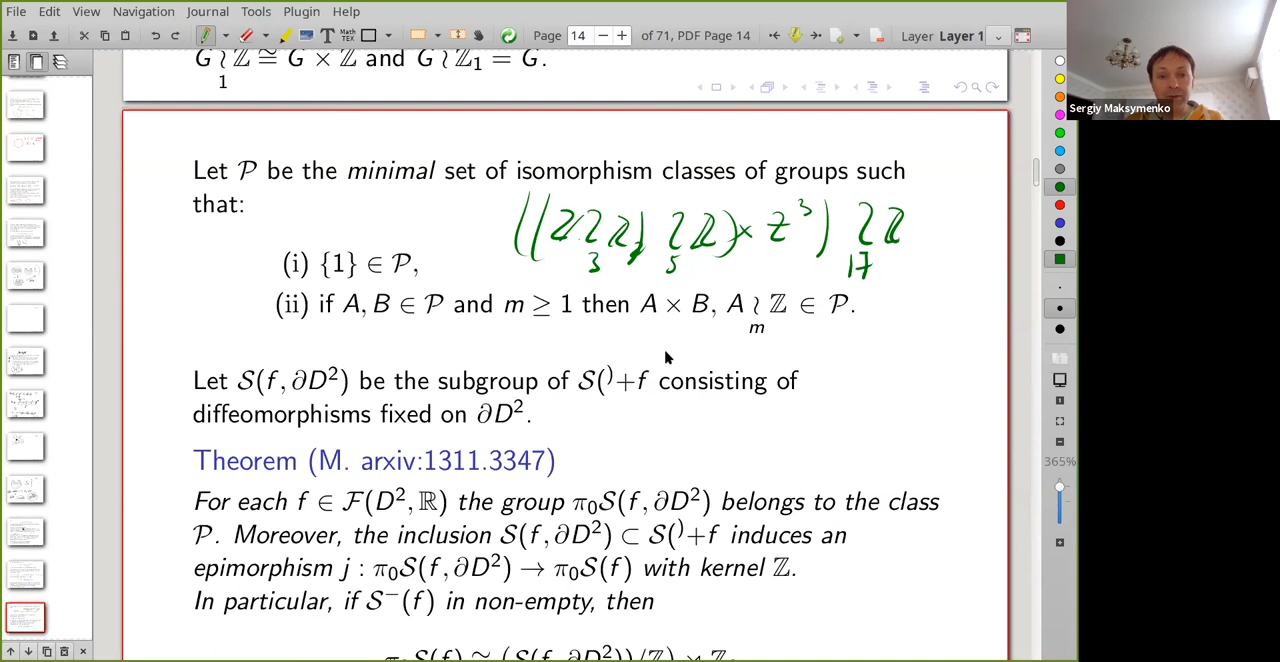 File Edit View Navigation Journal Tools Plugin Help
Page 14 of 71, PDF Page 14 Layer Layer 1
G ≀ ℤ ≅ G × ℤ and G ≀ ℤ₁ = G.
1
Sergiy Maksymenko
Let 𝒫 be the minimal set of isomorphism classes of groups such
that:
((ℤ ≀ ℤ) ≀ ℤ) × ℤ³) ≀ ℤ
3 5 17
(i) {1} ∈ 𝒫,
(ii) if A, B ∈ 𝒫 and m ≥ 1 then A × B, A ≀ ℤ ∈ 𝒫.
m
Let 𝒮(f, ∂D²) be the subgroup of 𝒮(⁾+f consisting of
diffeomorphisms fixed on ∂D².
365%
Theorem (M. arxiv:1311.3347)
For each f ∈ ℱ(D², ℝ) the group π₀𝒮(f, ∂D²) belongs to the class
𝒫. Moreover, the inclusion 𝒮(f, ∂D²) ⊂ 𝒮(⁾+f induces an
epimorphism j : π₀𝒮(f, ∂D²) → π₀𝒮(f) with kernel ℤ.
In particular, if 𝒮⁻(f) in non-empty, then